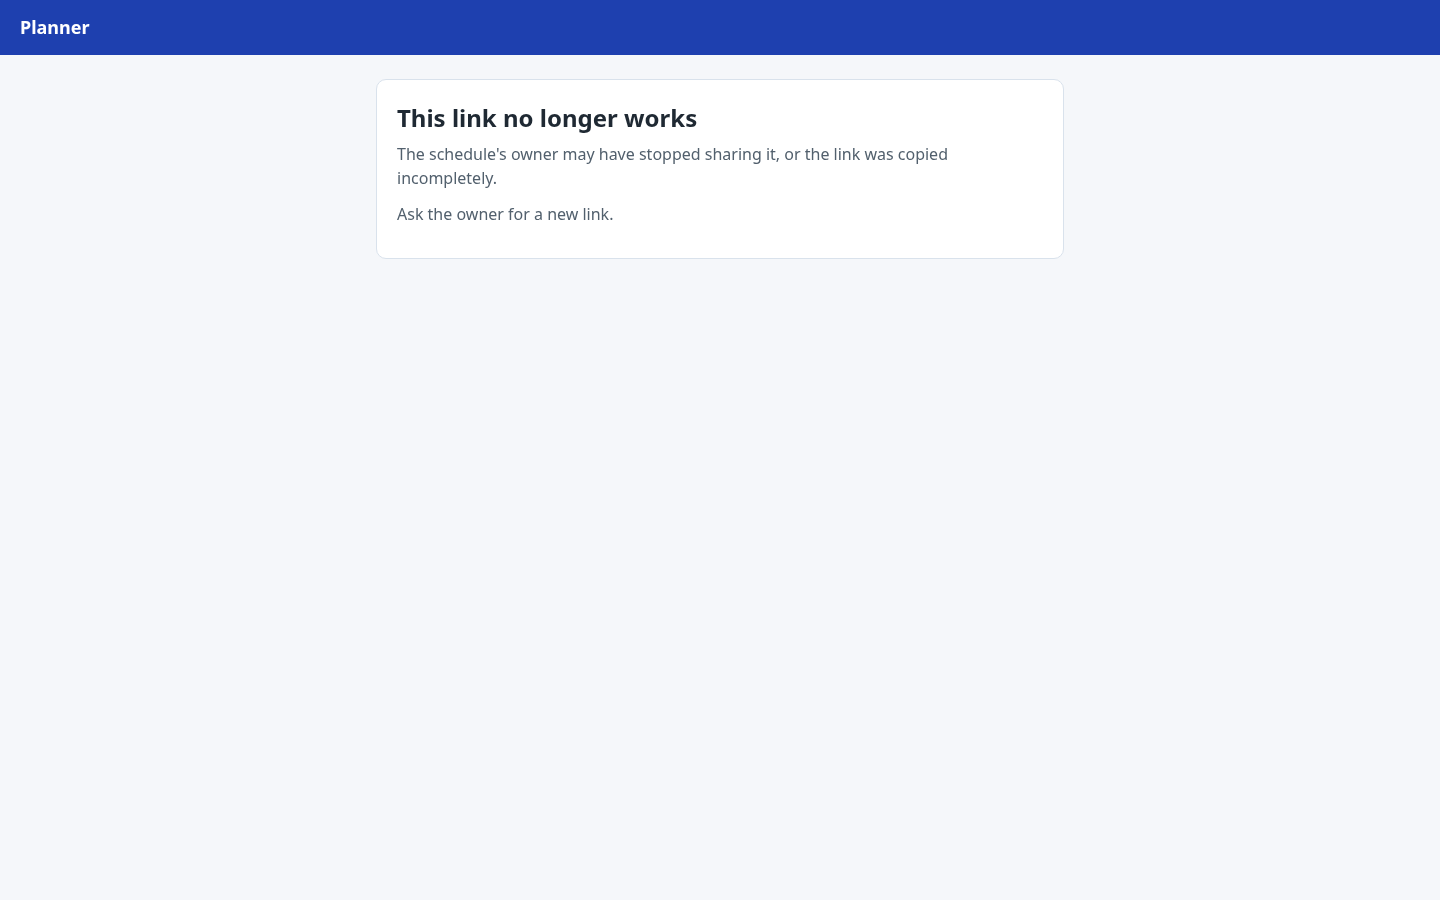 Planner
This link no longer works
The schedule's owner may have stopped sharing it, or the link was copied
incompletely.
Ask the owner for a new link.